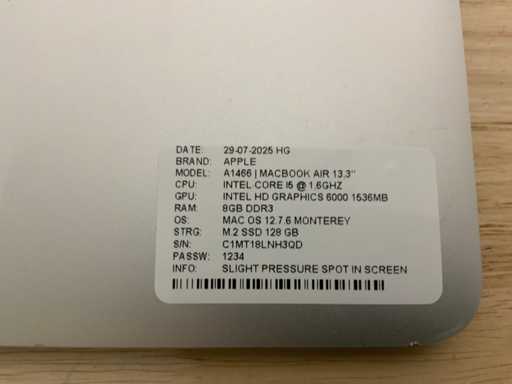 DATE: 29-07-2025 HG
BRAND: APPLE
MODEL: A1466 | MACBOOK AIR 13.3"
CPU: INTEL CORE I5 @ 1.6GHZ
GPU: INTEL HD GRAPHICS 6000 1536MB
RAM: 8GB DDR3
OS: MAC OS 12.7.6 MONTEREY
STRG: M.2 SSD 128 GB
S/N: C1MT18LNH3QD
PASSW: 1234
INFO: SLIGHT PRESSURE SPOT IN SCREEN